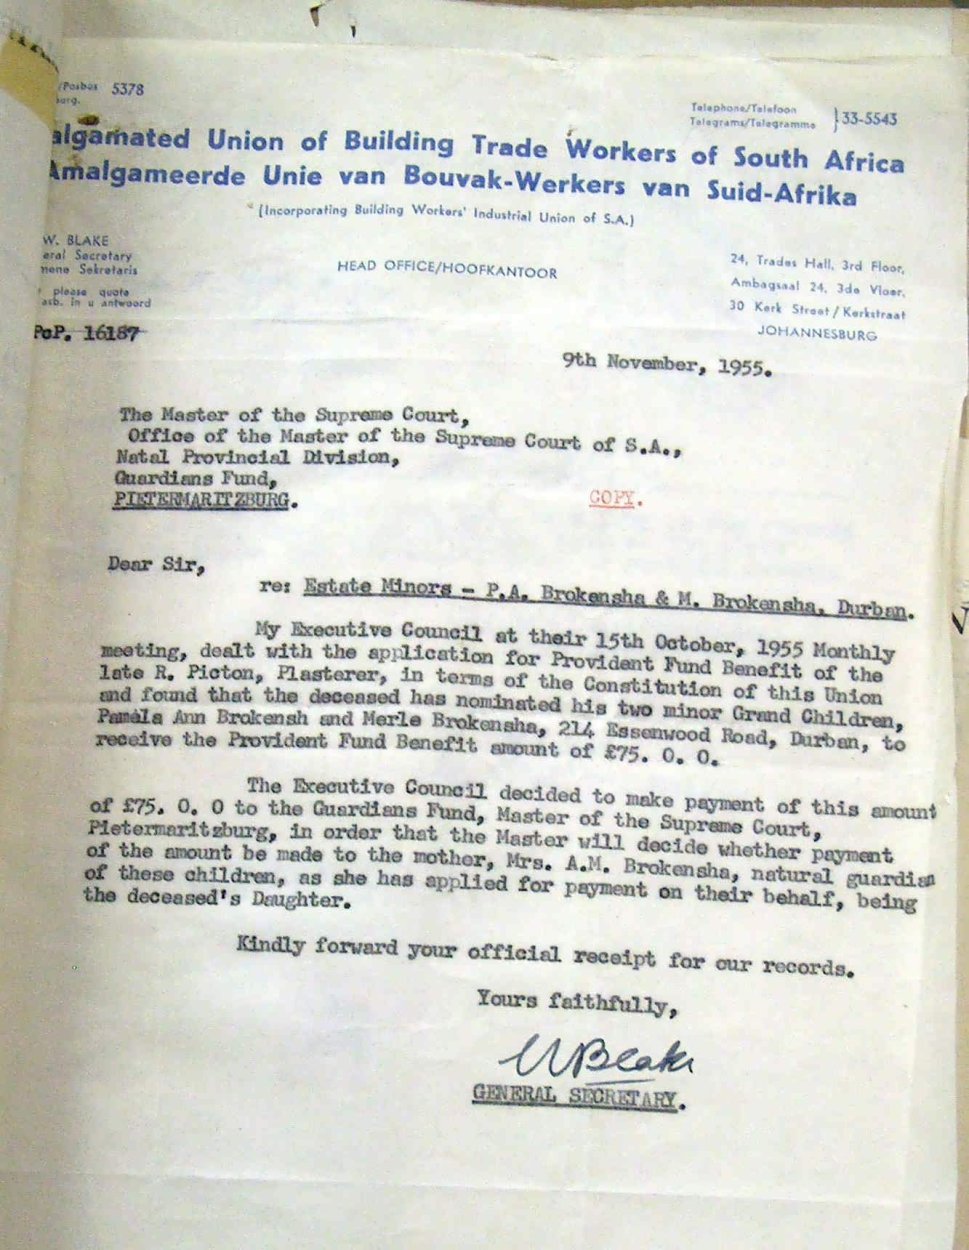 /Posbus 5378
burg.
Telephone/Telefoon
Telegrams/Telegramme } 33-5543
algamated Union of Building Trade Workers of South Africa
Amalgameerde Unie van Bouvak-Werkers van Suid-Afrika
(Incorporating Building Workers' Industrial Union of S.A.)
W. BLAKE
eral Secretary
mene Sekretaris
please quote
asb. in u antwoord
PcP. 16187
HEAD OFFICE/HOOFKANTOOR
24, Trades Hall, 3rd Floor,
Ambagsaal 24, 3de Vloer,
30 Kerk Street/Kerkstraat
JOHANNESBURG
9th November, 1955.
The Master of the Supreme Court,
Office of the Master of the Supreme Court of S.A.,
Natal Provincial Division,
Guardians Fund,
PIETERMARITZBURG.
COPY.
Dear Sir,
re: Estate Minors - P.A. Brokensha & M. Brokensha, Durban.
My Executive Council at their 15th October, 1955 Monthly
meeting, dealt with the application for Provident Fund Benefit of the
late R. Picton, Plasterer, in terms of the Constitution of this Union
and found that the deceased has nominated his two minor Grand Children,
Pamela Ann Brokensh and Merle Brokensha, 214 Essenwood Road, Durban, to
receive the Provident Fund Benefit amount of £75. 0. 0.
The Executive Council decided to make payment of this amount
of £75. 0. 0 to the Guardians Fund, Master of the Supreme Court,
Pietermaritzburg, in order that the Master will decide whether payment
of the amount be made to the mother, Mrs. A.M. Brokensha, natural guardian
of these children, as she has applied for payment on their behalf, being
the deceased's Daughter.
Kindly forward your official receipt for our records.
Yours faithfully,
WBlake
GENERAL SECRETARY.